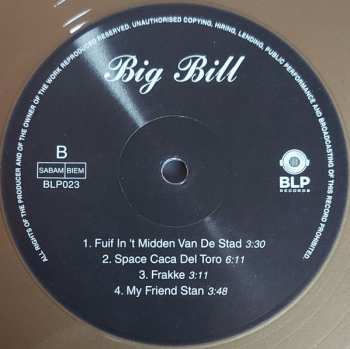 ALL RIGHTS OF THE PRODUCER AND OF THE OWNER OF THE WORK REPRODUCED RESERVED. UNAUTHORISED COPYING, HIRING, LENDING, PUBLIC PERFORMANCE AND BROADCASTING OF THIS RECORD PROHIBITED.
Big Bill
B
SABAM BIEM
BLP023
BLP
RECORDS
1. Fuif In 't Midden Van De Stad 3:30
2. Space Caca Del Toro 6:11
3. Frakke 3:11
4. My Friend Stan 3:48